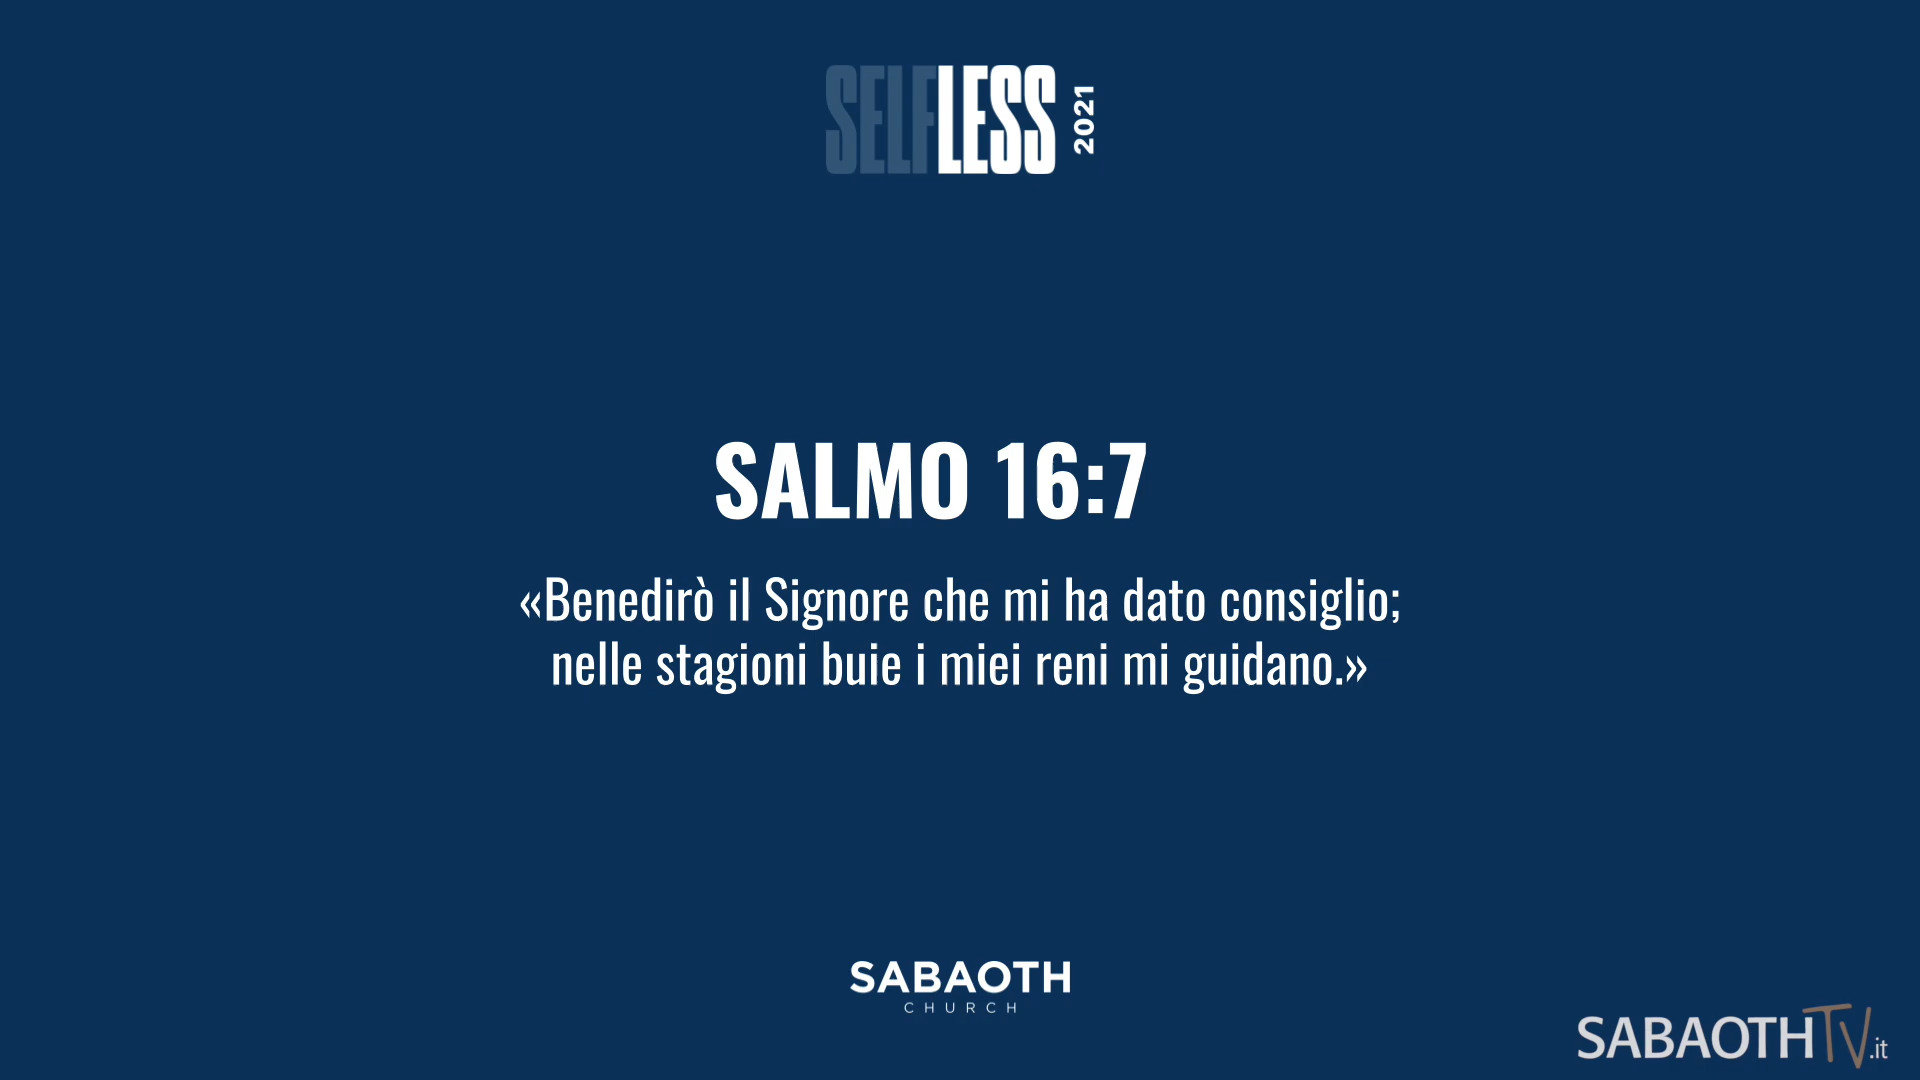 SELFLESS 2021
SALMO 16:7
«Benedirò il Signore che mi ha dato consiglio;
nelle stagioni buie i miei reni mi guidano.»
SABAOTH
CHURCH
SABAOTHTV.it